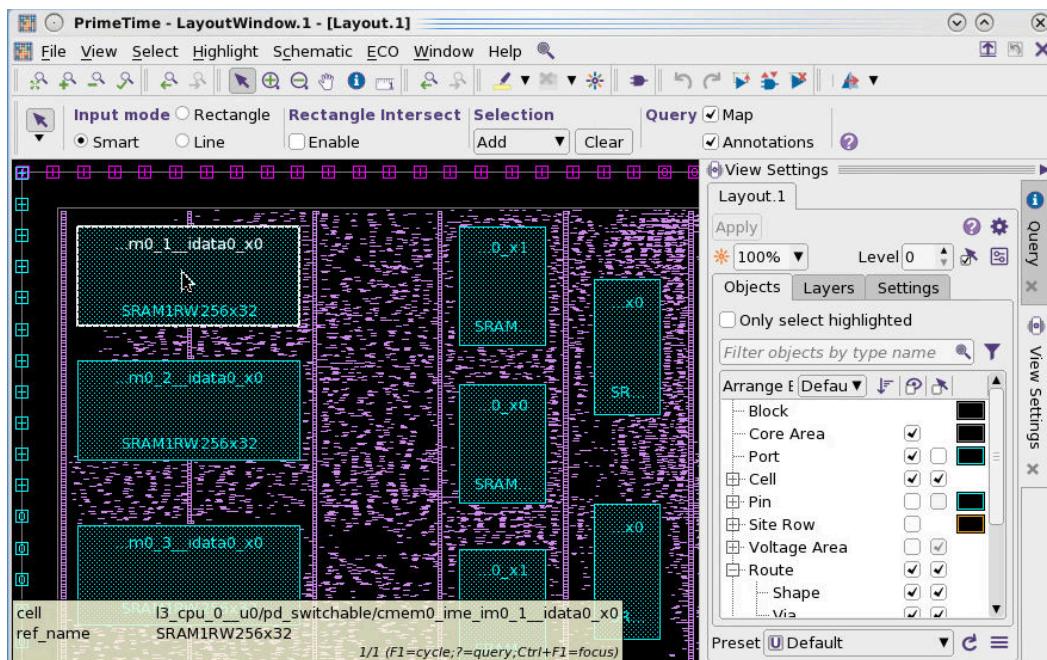 PrimeTime - LayoutWindow.1 - [Layout.1]
File View Select Highlight Schematic ECO Window Help
Input mode Rectangle Rectangle Intersect Selection Query Map
Smart Line Enable Add Clear Annotations
View Settings
Layout.1
Apply
100% Level 0
Objects Layers Settings
Only select highlighted
Filter objects by type name
Arrange E Defau
Block
Core Area
Port
Cell
Pin
Site Row
Voltage Area
Route
Shape
Via
Preset Default
Query
View Settings
...m0_1__idata0_x0
SRAM1RW256x32
...m0_2__idata0_x0
SRAM1RW256x32
...m0_3__idata0_x0
...0_x1
SRAM...
...0_x0
SRAM...
...0_x1
...x0
SR...
...x0
cell l3_cpu_0__u0/pd_switchable/cmem0_ime_im0_1__idata0_x0
ref_name SRAM1RW256x32
1/1 (F1=cycle;?=query;Ctrl+F1=focus)